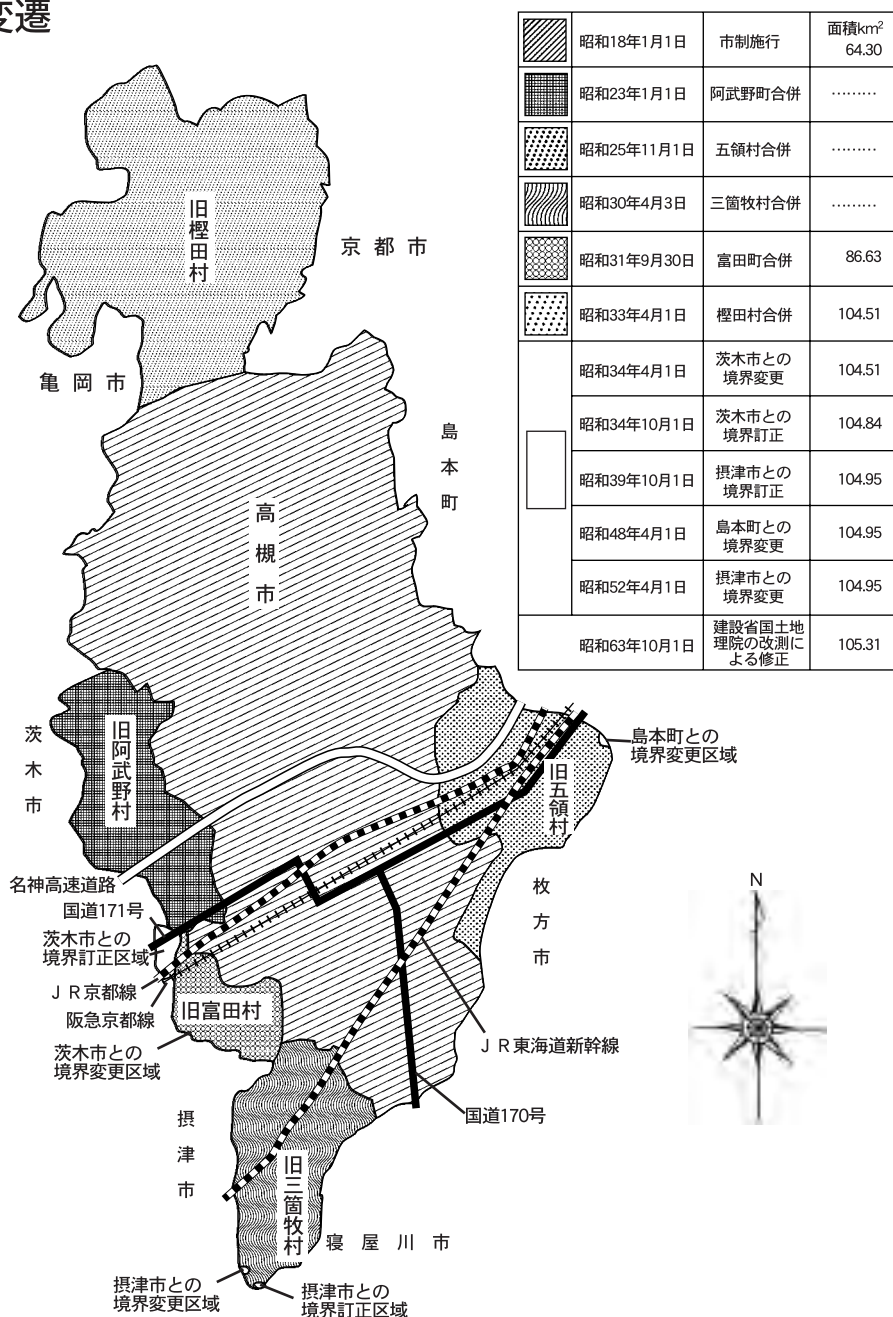 変遷
昭和18年1月1日 市制施行 面積km² 64.30
昭和23年1月1日 阿武野町合併 ………
昭和25年11月1日 五領村合併 ………
昭和30年4月3日 三箇牧村合併 ………
昭和31年9月30日 富田町合併 86.63
昭和33年4月1日 樫田村合併 104.51
昭和34年4月1日 茨木市との
境界変更 104.51
昭和34年10月1日 茨木市との
境界訂正 104.84
昭和39年10月1日 摂津市との
境界訂正 104.95
昭和48年4月1日 島本町との
境界変更 104.95
昭和52年4月1日 摂津市との
境界変更 104.95
昭和63年10月1日 建設省国土地
理院の改測に
よる修正 105.31
旧樫田村
京都市
亀岡市
島本町
高槻市
茨木市
旧阿武野村
島本町との
境界変更区域
旧五領村
名神高速道路
国道171号
茨木市との
境界訂正区域
枚方市
N
JR京都線
旧富田村
阪急京都線
茨木市との
境界変更区域
JR東海道新幹線
国道170号
摂津市
旧三箇牧村
寝屋川市
摂津市との
境界変更区域
摂津市との
境界訂正区域